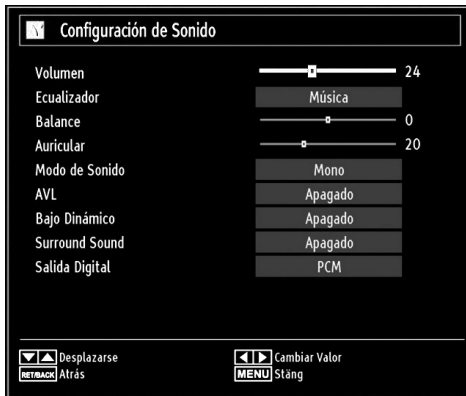 Configuración de Sonido
Volumen 24
Ecualizador Música
Balance 0
Auricular 20
Modo de Sonido Mono
AVL Apagado
Bajo Dinámico Apagado
Surround Sound Apagado
Salida Digital PCM
Desplazarse Cambiar Valor
RET/BACK Atrás MENU Stäng